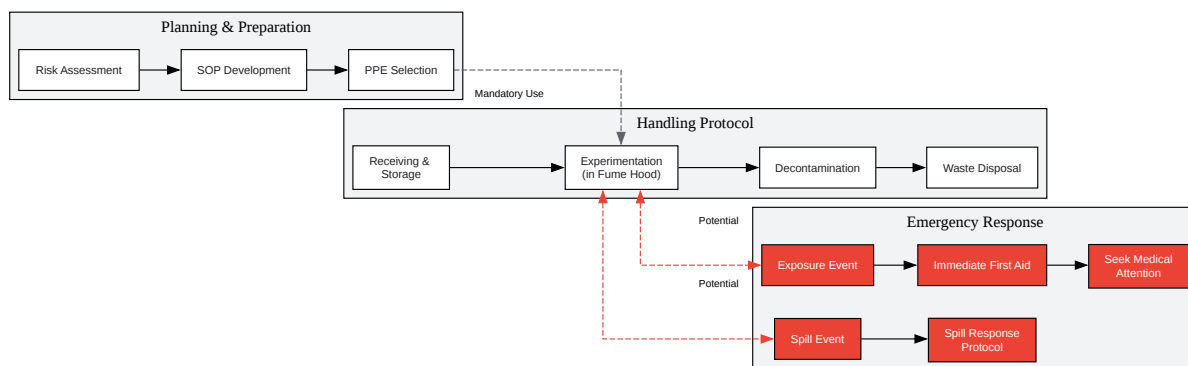 Planning & Preparation
Risk Assessment
SOP Development
PPE Selection
Mandatory Use
Handling Protocol
Receiving &
Storage
Experimentation
(in Fume Hood)
Decontamination
Waste Disposal
Potential
Emergency Response
Exposure Event
Immediate First Aid
Seek Medical
Attention
Potential
Spill Event
Spill Response
Protocol